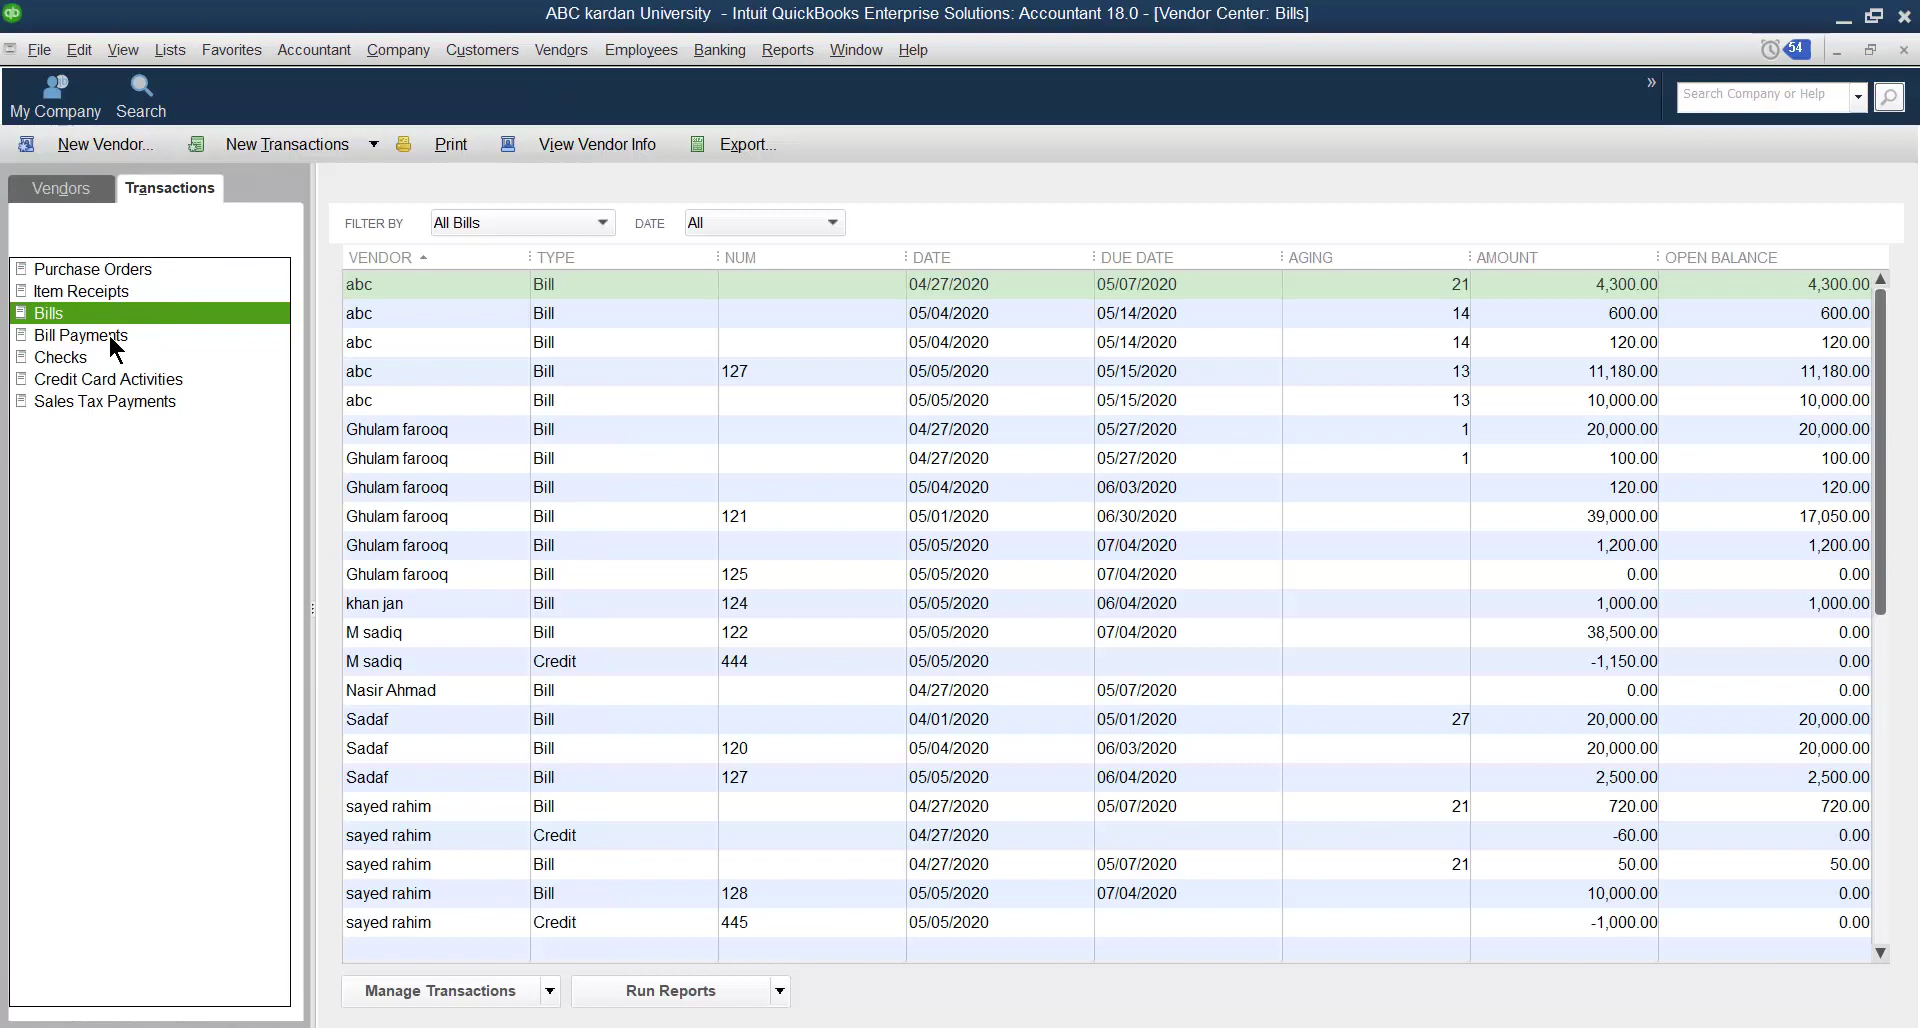 ABC kardan University - Intuit QuickBooks Enterprise Solutions: Accountant 18.0 - [Vendor Center: Bills]
File Edit View Lists Favorites Accountant Company Customers Vendors Employees Banking Reports Window Help 54
My Company Search » Search Company or Help
New Vendor... New Transactions Print View Vendor Info Export...
Vendors Transactions
FILTER BY All Bills DATE All
Purchase Orders
Item Receipts
Bills
Bill Payments
Checks
Credit Card Activities
Sales Tax Payments
VENDOR TYPE NUM DATE DUE DATE AGING AMOUNT OPEN BALANCE
abc Bill 04/27/2020 05/07/2020 21 4,300.00 4,300.00
abc Bill 05/04/2020 05/14/2020 14 600.00 600.00
abc Bill 05/04/2020 05/14/2020 14 120.00 120.00
abc Bill 127 05/05/2020 05/15/2020 13 11,180.00 11,180.00
abc Bill 05/05/2020 05/15/2020 13 10,000.00 10,000.00
Ghulam farooq Bill 04/27/2020 05/27/2020 1 20,000.00 20,000.00
Ghulam farooq Bill 04/27/2020 05/27/2020 1 100.00 100.00
Ghulam farooq Bill 05/04/2020 06/03/2020 120.00 120.00
Ghulam farooq Bill 121 05/01/2020 06/30/2020 39,000.00 17,050.00
Ghulam farooq Bill 05/05/2020 07/04/2020 1,200.00 1,200.00
Ghulam farooq Bill 125 05/05/2020 07/04/2020 0.00 0.00
khan jan Bill 124 05/05/2020 06/04/2020 1,000.00 1,000.00
M sadiq Bill 122 05/05/2020 07/04/2020 38,500.00 0.00
M sadiq Credit 444 05/05/2020 -1,150.00 0.00
Nasir Ahmad Bill 04/27/2020 05/07/2020 0.00 0.00
Sadaf Bill 04/01/2020 05/01/2020 27 20,000.00 20,000.00
Sadaf Bill 120 05/04/2020 06/03/2020 20,000.00 20,000.00
Sadaf Bill 127 05/05/2020 06/04/2020 2,500.00 2,500.00
sayed rahim Bill 04/27/2020 05/07/2020 21 720.00 720.00
sayed rahim Credit 04/27/2020 -60.00 0.00
sayed rahim Bill 04/27/2020 05/07/2020 21 50.00 50.00
sayed rahim Bill 128 05/05/2020 07/04/2020 10,000.00 0.00
sayed rahim Credit 445 05/05/2020 -1,000.00 0.00
Manage Transactions Run Reports